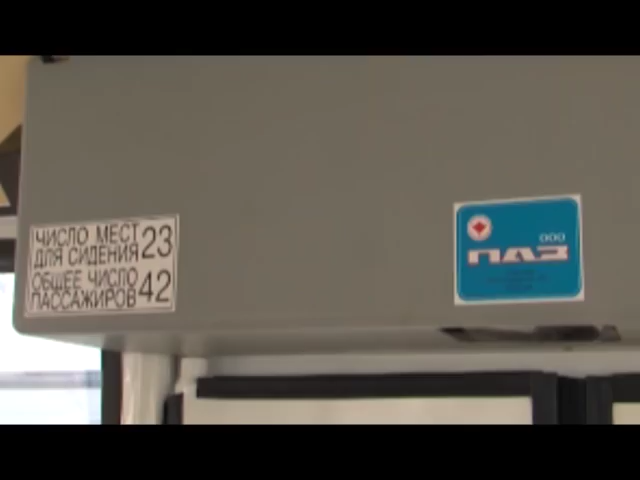 ЧИСЛО МЕСТ
ДЛЯ СИДЕНИЯ 23
ОБЩЕЕ ЧИСЛО
ПАССАЖИРОВ 42
ООО
ПАЗ